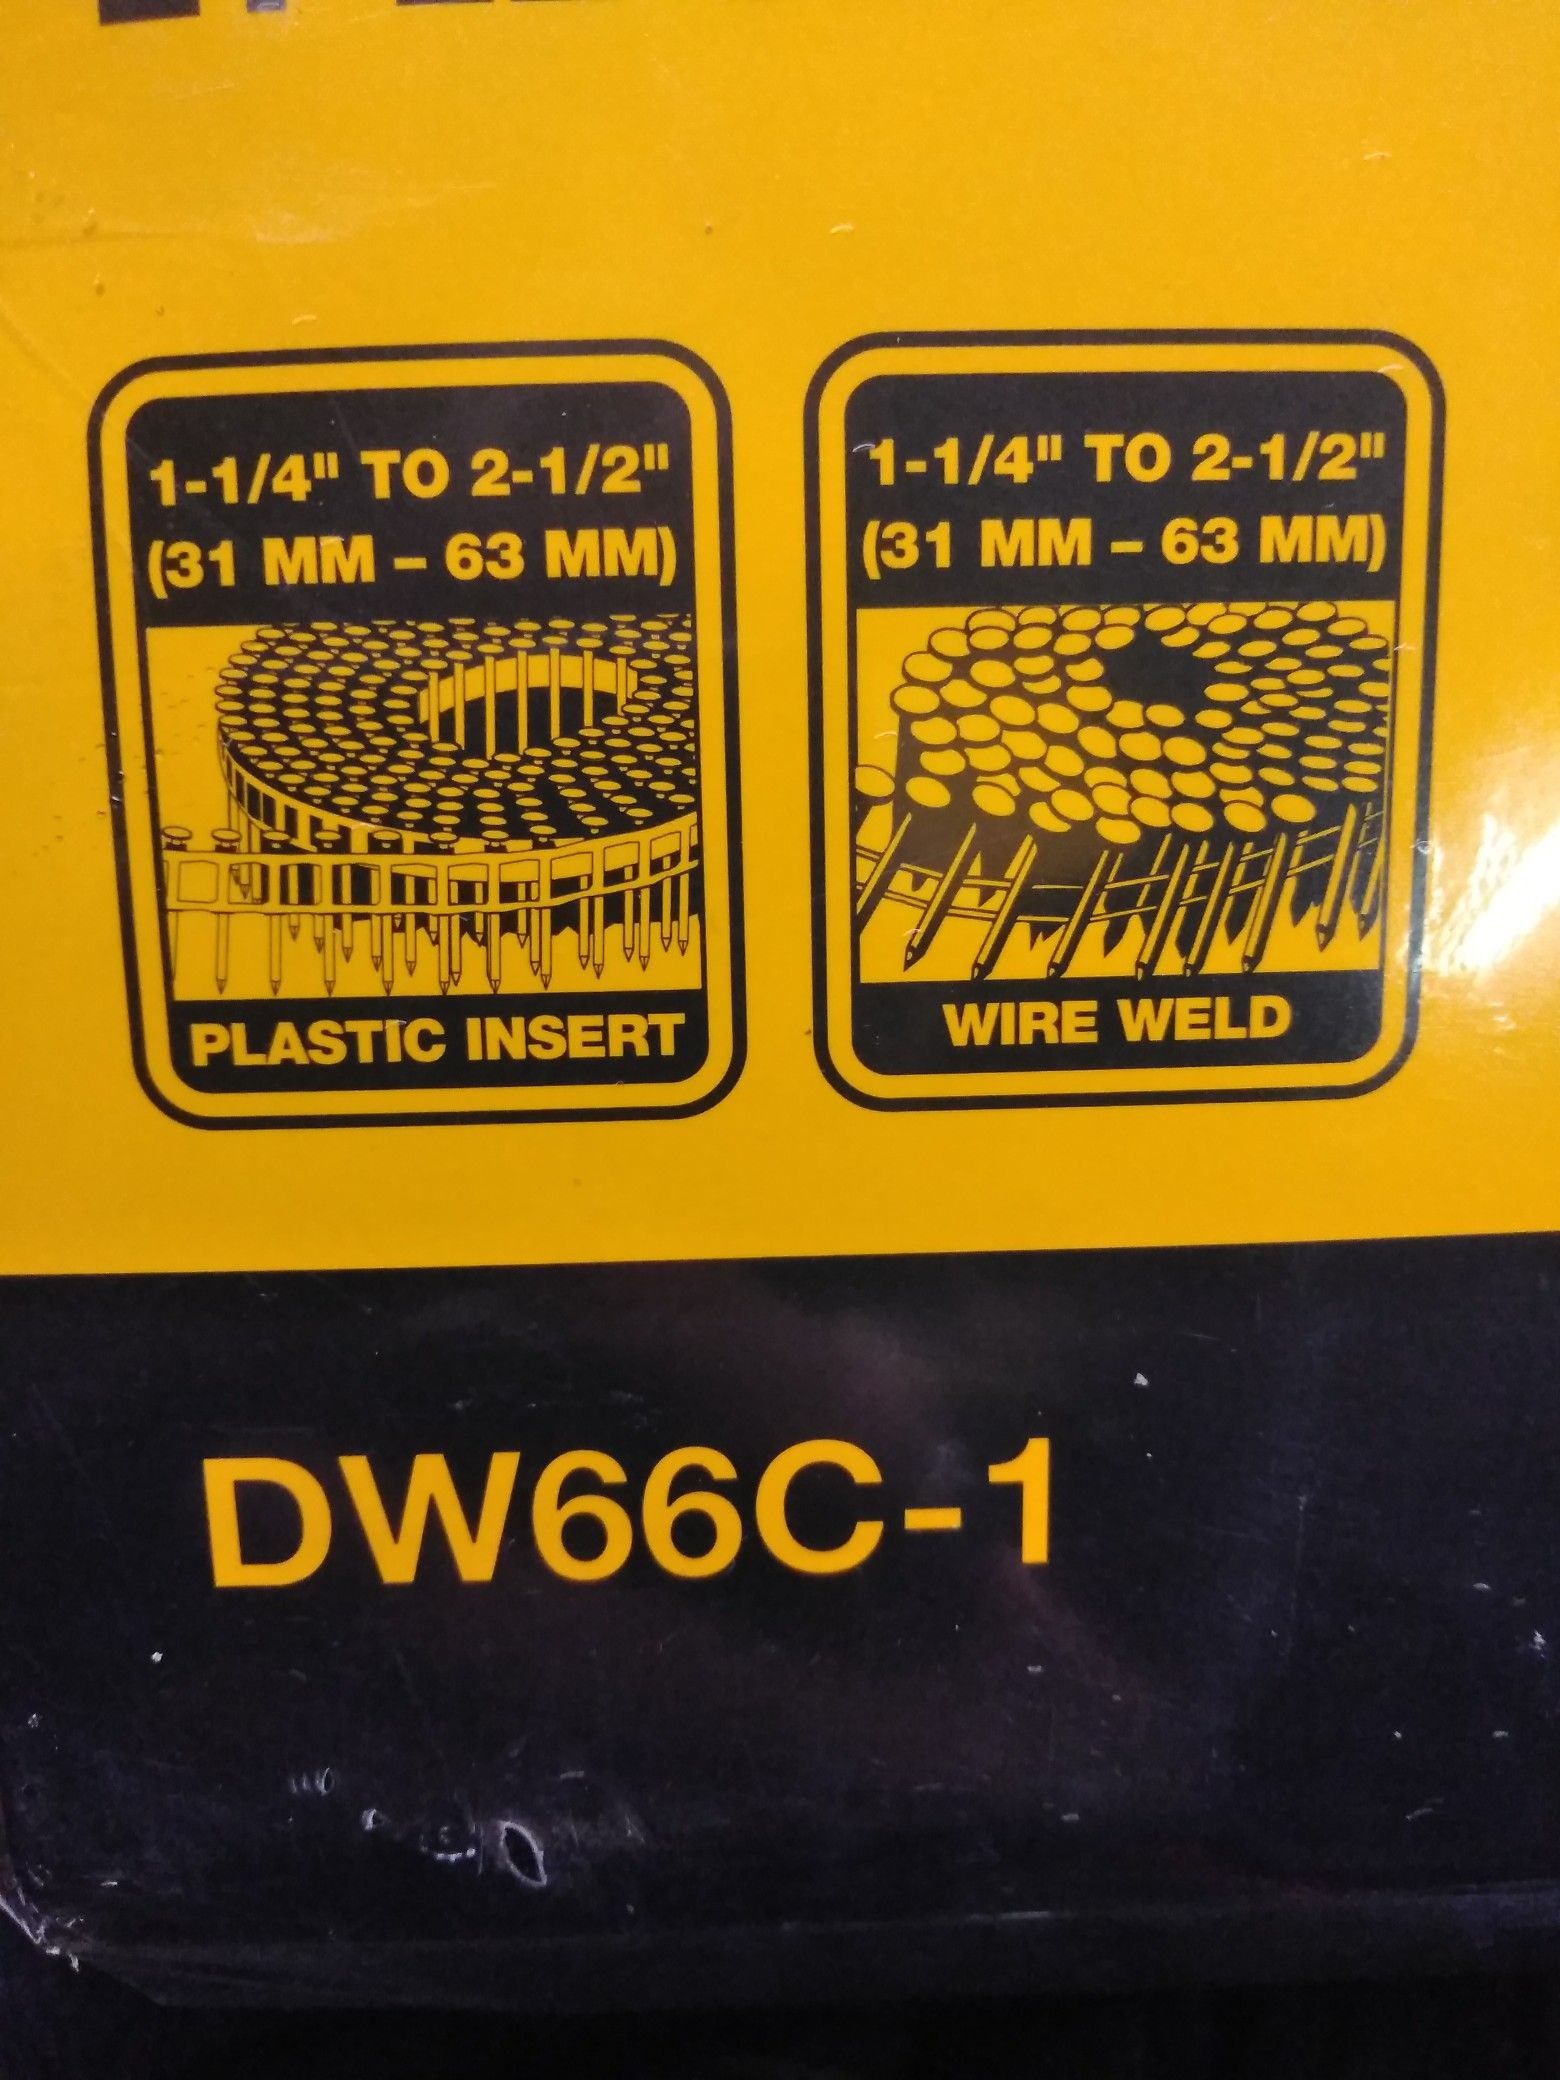 1-1/4" TO 2-1/2"
(31 MM – 63 MM)
PLASTIC INSERT
1-1/4" TO 2-1/2"
(31 MM – 63 MM)
WIRE WELD
DW66C-1